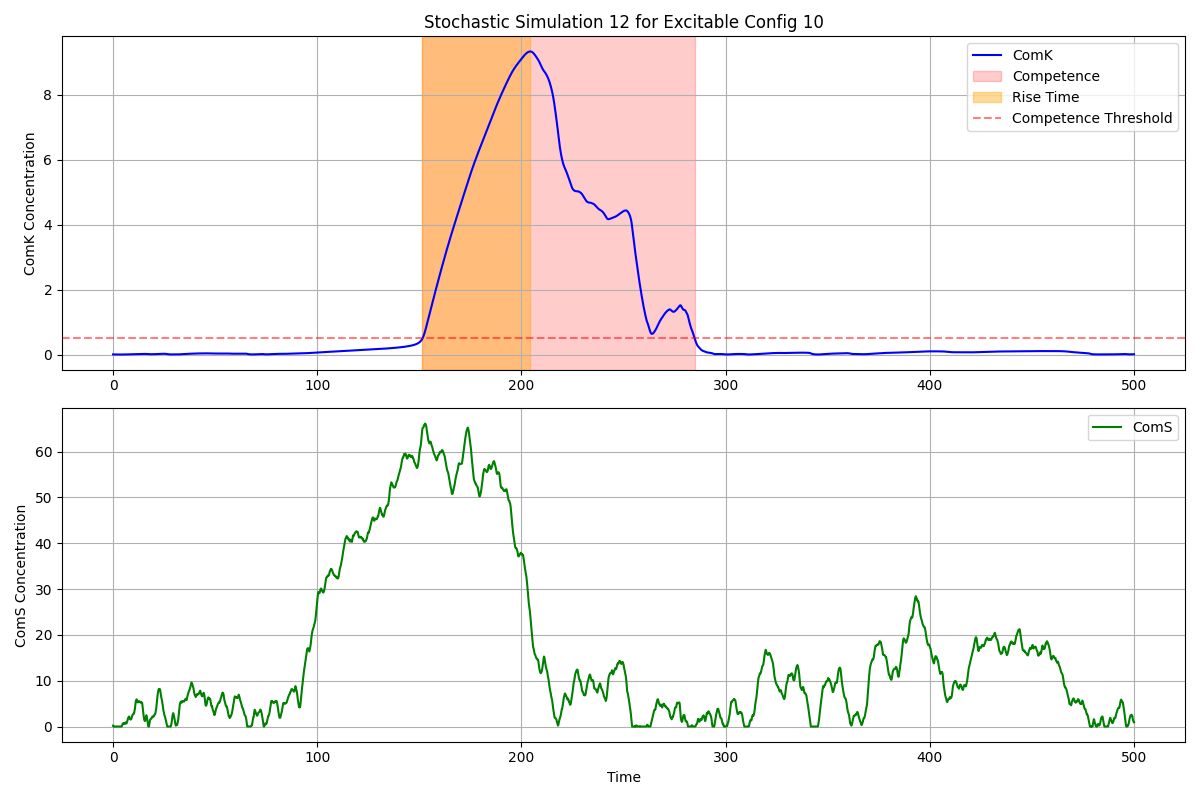 Stochastic Simulation 12 for Excitable Config 10
ComK Concentration
8
6
4
2
0
0 100 200 300 400 500
ComK
Competence
Rise Time
Competence Threshold
ComS Concentration
60
50
40
30
20
10
0
0 100 200 300 400 500
Time
ComS